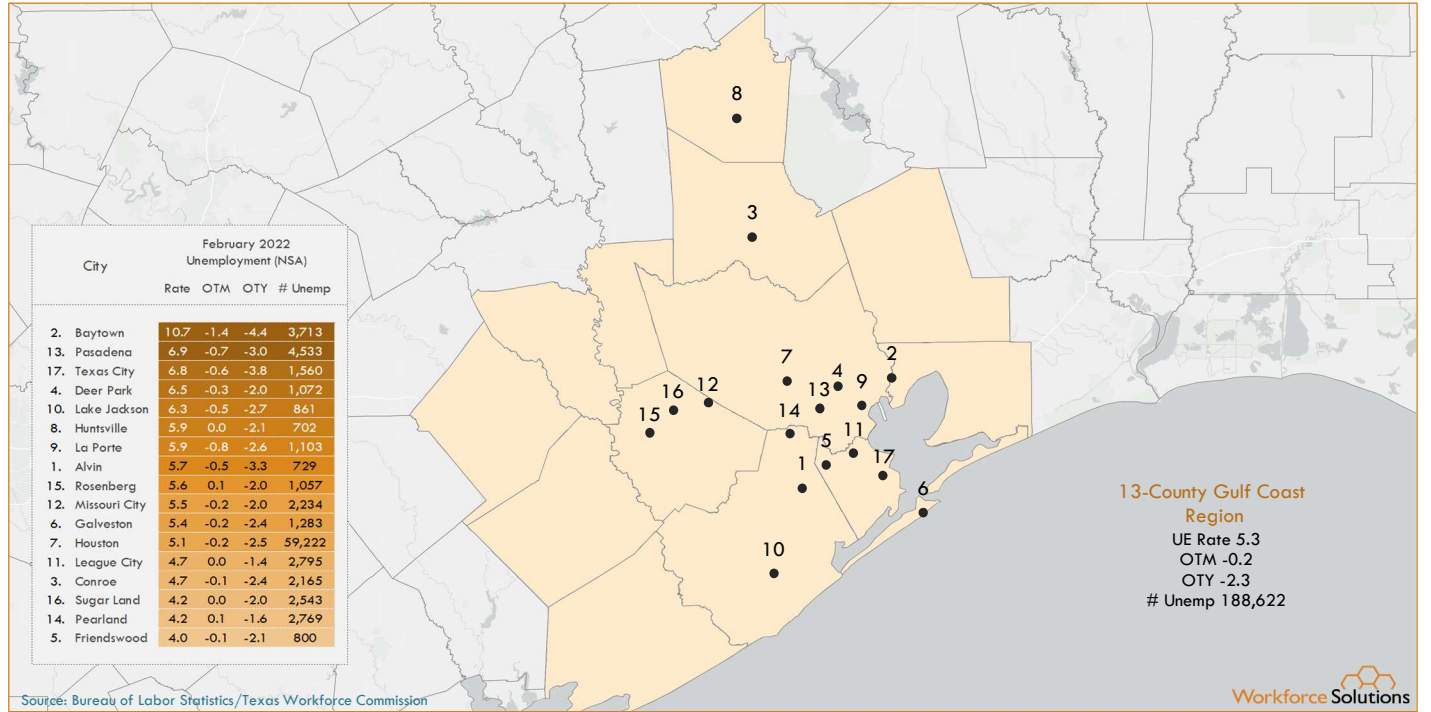 February 2022
Unemployment (NSA)
City
Rate OTM OTY # Unemp
2. Baytown 10.7 -1.4 -4.4 3,713
13. Pasadena 6.9 -0.7 -3.0 4,533
17. Texas City 6.8 -0.6 -3.8 1,560
4. Deer Park 6.5 -0.3 -2.0 1,072
10. Lake Jackson 6.3 -0.5 -2.7 861
8. Huntsville 5.9 0.0 -2.1 702
9. La Porte 5.9 -0.8 -2.6 1,103
1. Alvin 5.7 -0.5 -3.3 729
15. Rosenberg 5.6 0.1 -2.0 1,057
12. Missouri City 5.5 -0.2 -2.0 2,234
6. Galveston 5.4 -0.2 -2.4 1,283
7. Houston 5.1 -0.2 -2.5 59,222
11. League City 4.7 0.0 -1.4 2,795
3. Conroe 4.7 -0.1 -2.4 2,165
16. Sugar Land 4.2 0.0 -2.0 2,543
14. Pearland 4.2 0.1 -1.6 2,769
5. Friendswood 4.0 -0.1 -2.1 800
8
3
2
7
4
9
16
12
13
15
14
11
5
17
1
6
10
13-County Gulf Coast
Region
UE Rate 5.3
OTM -0.2
OTY -2.3
# Unemp 188,622
Source: Bureau of Labor Statistics/Texas Workforce Commission
Workforce Solutions